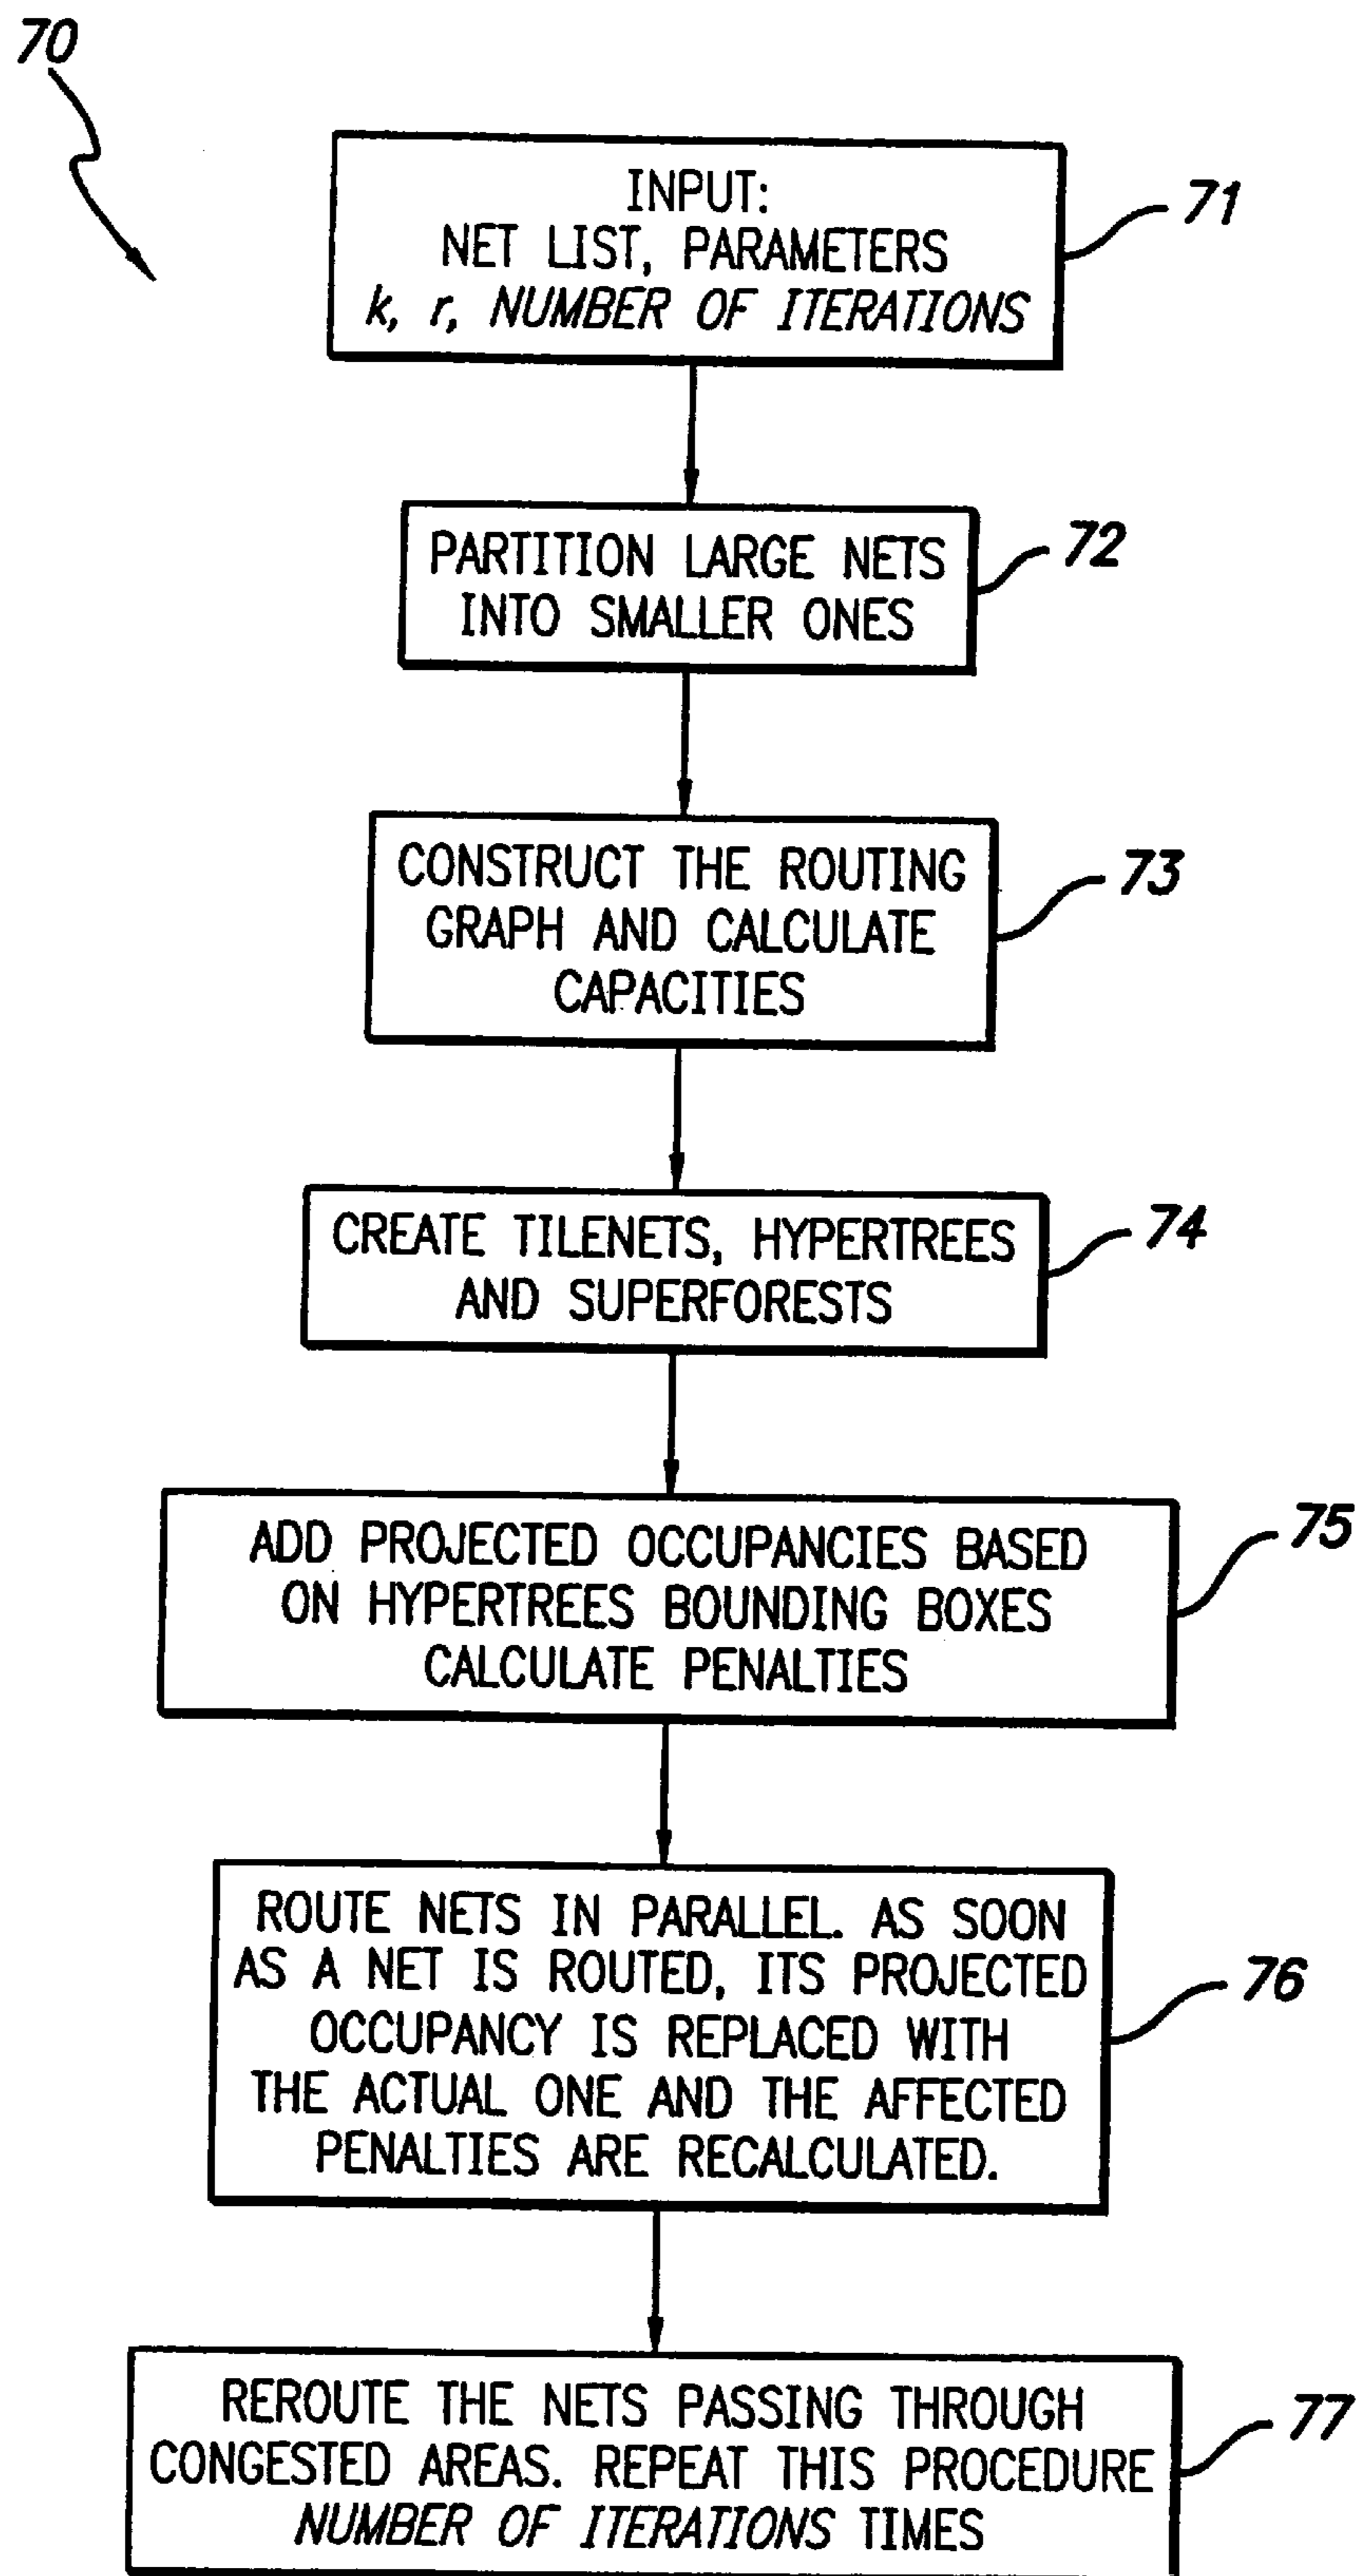 70
INPUT:
NET LIST, PARAMETERS
k, r, NUMBER OF ITERATIONS
71
PARTITION LARGE NETS
INTO SMALLER ONES
72
CONSTRUCT THE ROUTING
GRAPH AND CALCULATE
CAPACITIES
73
CREATE TILENETS, HYPERTREES
AND SUPERFORESTS
74
ADD PROJECTED OCCUPANCIES BASED
ON HYPERTREES BOUNDING BOXES
CALCULATE PENALTIES
75
ROUTE NETS IN PARALLEL. AS SOON
AS A NET IS ROUTED, ITS PROJECTED
OCCUPANCY IS REPLACED WITH
THE ACTUAL ONE AND THE AFFECTED
PENALTIES ARE RECALCULATED.
76
REROUTE THE NETS PASSING THROUGH
CONGESTED AREAS. REPEAT THIS PROCEDURE
NUMBER OF ITERATIONS TIMES
77